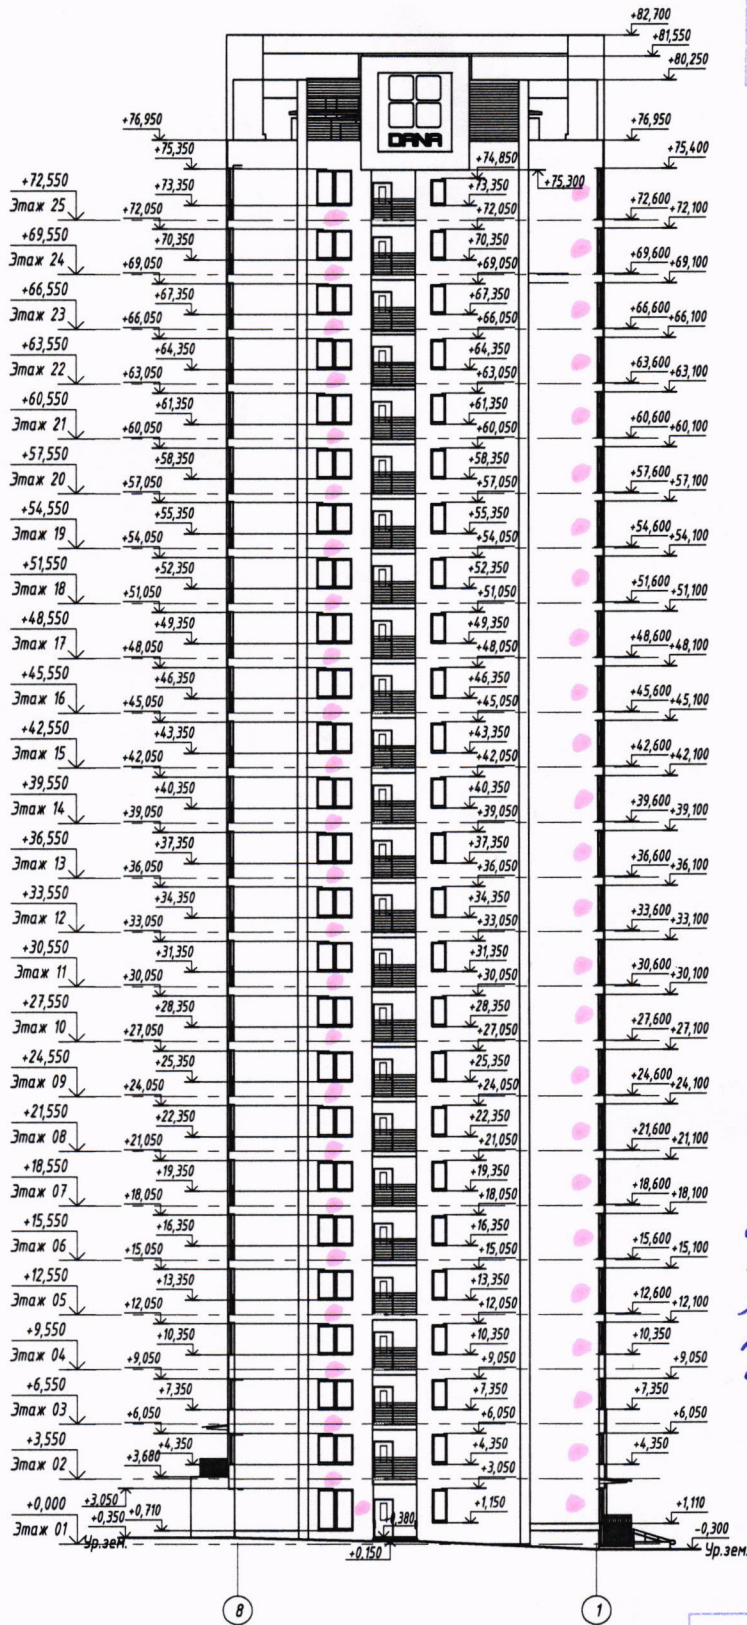 +82,700
+81,550
+80,250
DANA
+76,950 +76,950
+75,350 +74,850 +75,300 +75,400
+72,550 +73,350 +73,350
Этаж 25 +72,050 +72,050 +72,600 +72,100
+69,550 +70,350 +70,350
Этаж 24 +69,050 +69,050 +69,600 +69,100
+66,550 +67,350 +67,350
Этаж 23 +66,050 +66,050 +66,600 +66,100
+63,550 +64,350 +64,350
Этаж 22 +63,050 +63,050 +63,600 +63,100
+60,550 +61,350 +61,350
Этаж 21 +60,050 +60,050 +60,600 +60,100
+57,550 +58,350 +58,350
Этаж 20 +57,050 +57,050 +57,600 +57,100
+54,550 +55,350 +55,350
Этаж 19 +54,050 +54,050 +54,600 +54,100
+51,550 +52,350 +52,350
Этаж 18 +51,050 +51,050 +51,600 +51,100
+48,550 +49,350 +49,350
Этаж 17 +48,050 +48,050 +48,600 +48,100
+45,550 +46,350 +46,350
Этаж 16 +45,050 +45,050 +45,600 +45,100
+42,550 +43,350 +43,350
Этаж 15 +42,050 +42,050 +42,600 +42,100
+39,550 +40,350 +40,350
Этаж 14 +39,050 +39,050 +39,600 +39,100
+36,550 +37,350 +37,350
Этаж 13 +36,050 +36,050 +36,600 +36,100
+33,550 +34,350 +34,350
Этаж 12 +33,050 +33,050 +33,600 +33,100
+30,550 +31,350 +31,350
Этаж 11 +30,050 +30,050 +30,600 +30,100
+27,550 +28,350 +28,350
Этаж 10 +27,050 +27,050 +27,600 +27,100
+24,550 +25,350 +25,350
Этаж 09 +24,050 +24,050 +24,600 +24,100
+21,550 +22,350 +22,350
Этаж 08 +21,050 +21,050 +21,600 +21,100
+18,550 +19,350 +19,350
Этаж 07 +18,050 +18,050 +18,600 +18,100
+15,550 +16,350 +16,350
Этаж 06 +15,050 +15,050 +15,600 +15,100
+12,550 +13,350 +13,350
Этаж 05 +12,050 +12,050 +12,600 +12,100
+9,550 +10,350 +10,350 +10,350
Этаж 04 +9,050 +9,050 +9,050
+6,550 +7,350 +7,350 +7,350
Этаж 03 +6,050 +6,050 +6,050
+3,550 +4,350 +4,350 +4,350
Этаж 02 +3,680 +3,050
+0,000 +3,050
Этаж 01 +0,350 +0,710 +0,380 +1,150 +1,110
Ур.зем. +0.150 -0,300
Ур.зем.
8 1